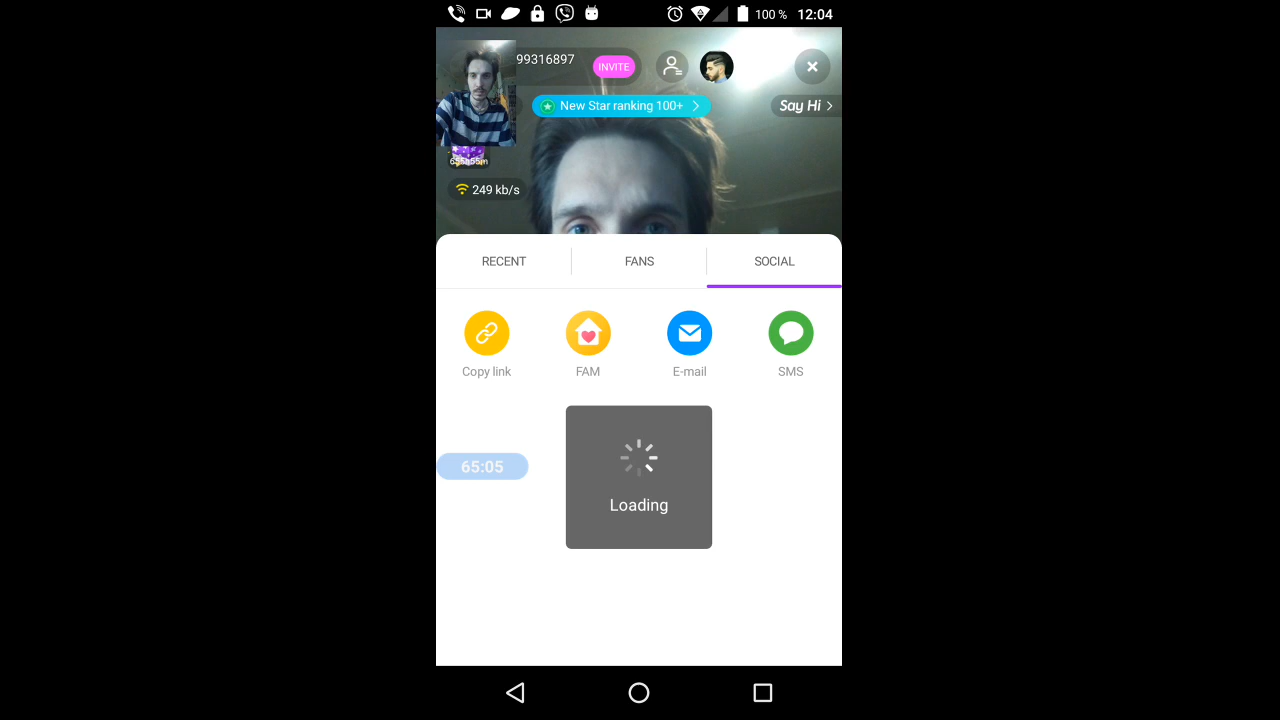 100 %
12:04
99316897
INVITE
New Star ranking 100+
Say Hi
655h55m
249 kb/s
RECENT
FANS
SOCIAL
Copy link
FAM
E-mail
SMS
65:05
Loading